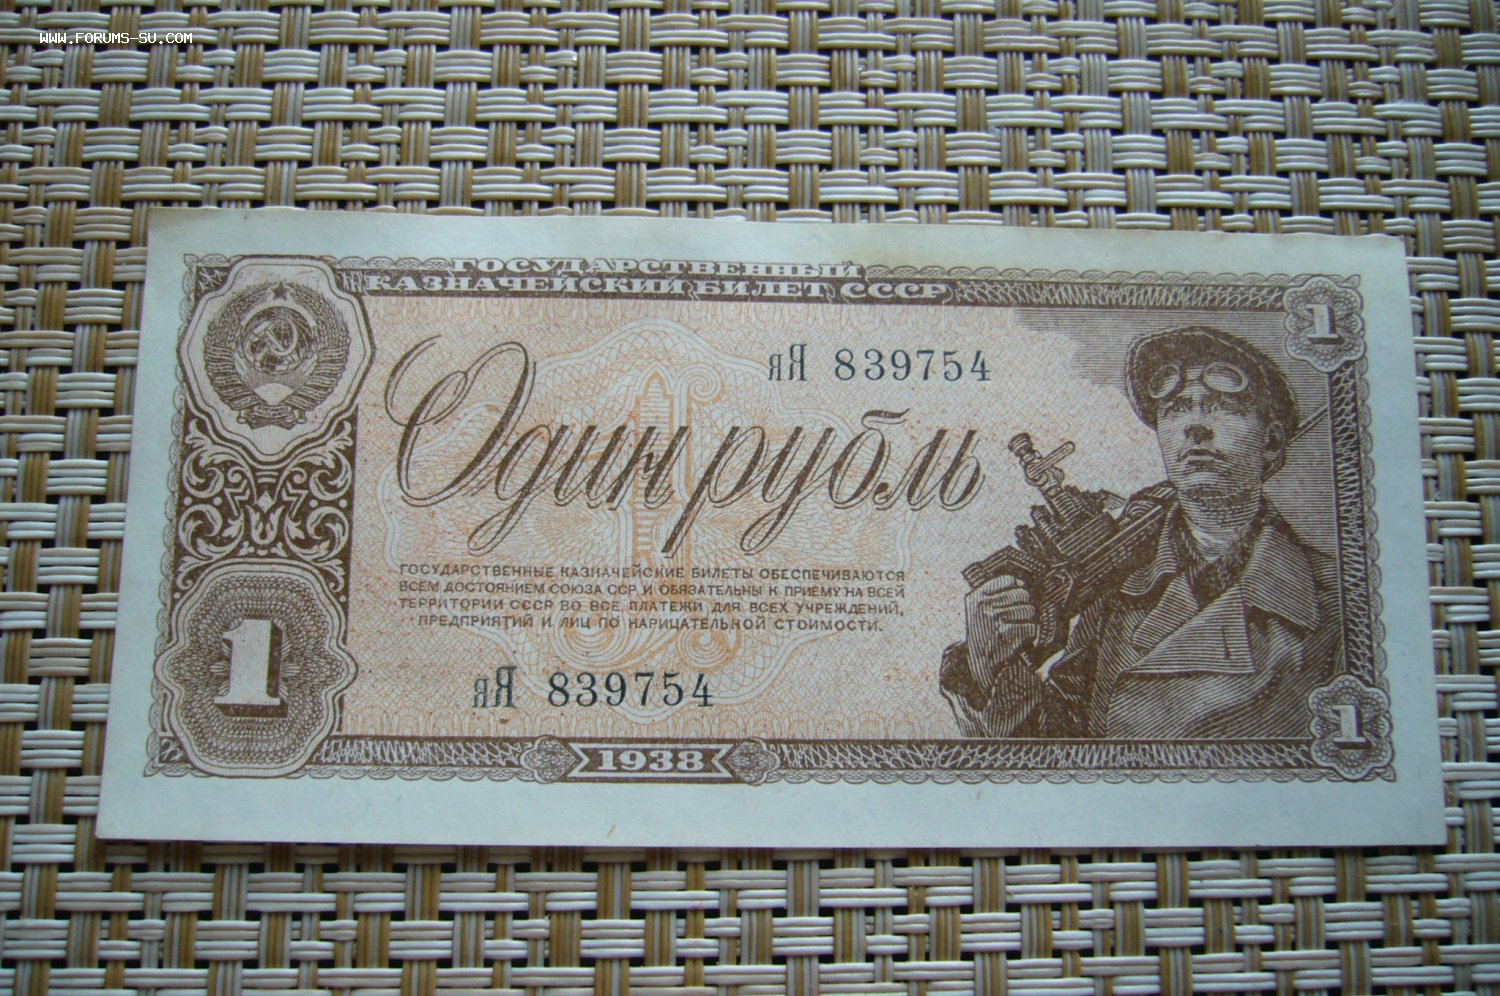 WWW.FORUMS-SU.COM
ГОСУДАРСТВЕННЫЙ
КАЗНАЧЕЙСКИЙ БИЛЕТ СССР
1
яЯ 839754
Один рубль
ГОСУДАРСТВЕННЫЕ КАЗНАЧЕЙСКИЕ БИЛЕТЫ ОБЕСПЕЧИВАЮТСЯ
ВСЕМ ДОСТОЯНИЕМ СОЮЗА ССР И ОБЯЗАТЕЛЬНЫ К ПРИЕМУ НА ВСЕЙ
ТЕРРИТОРИИ СССР ВО ВСЕ ПЛАТЕЖИ ДЛЯ ВСЕХ УЧРЕЖДЕНИЙ,
ПРЕДПРИЯТИЙ И ЛИЦ ПО НАРИЦАТЕЛЬНОЙ СТОИМОСТИ.
1
яЯ 839754
1
1938